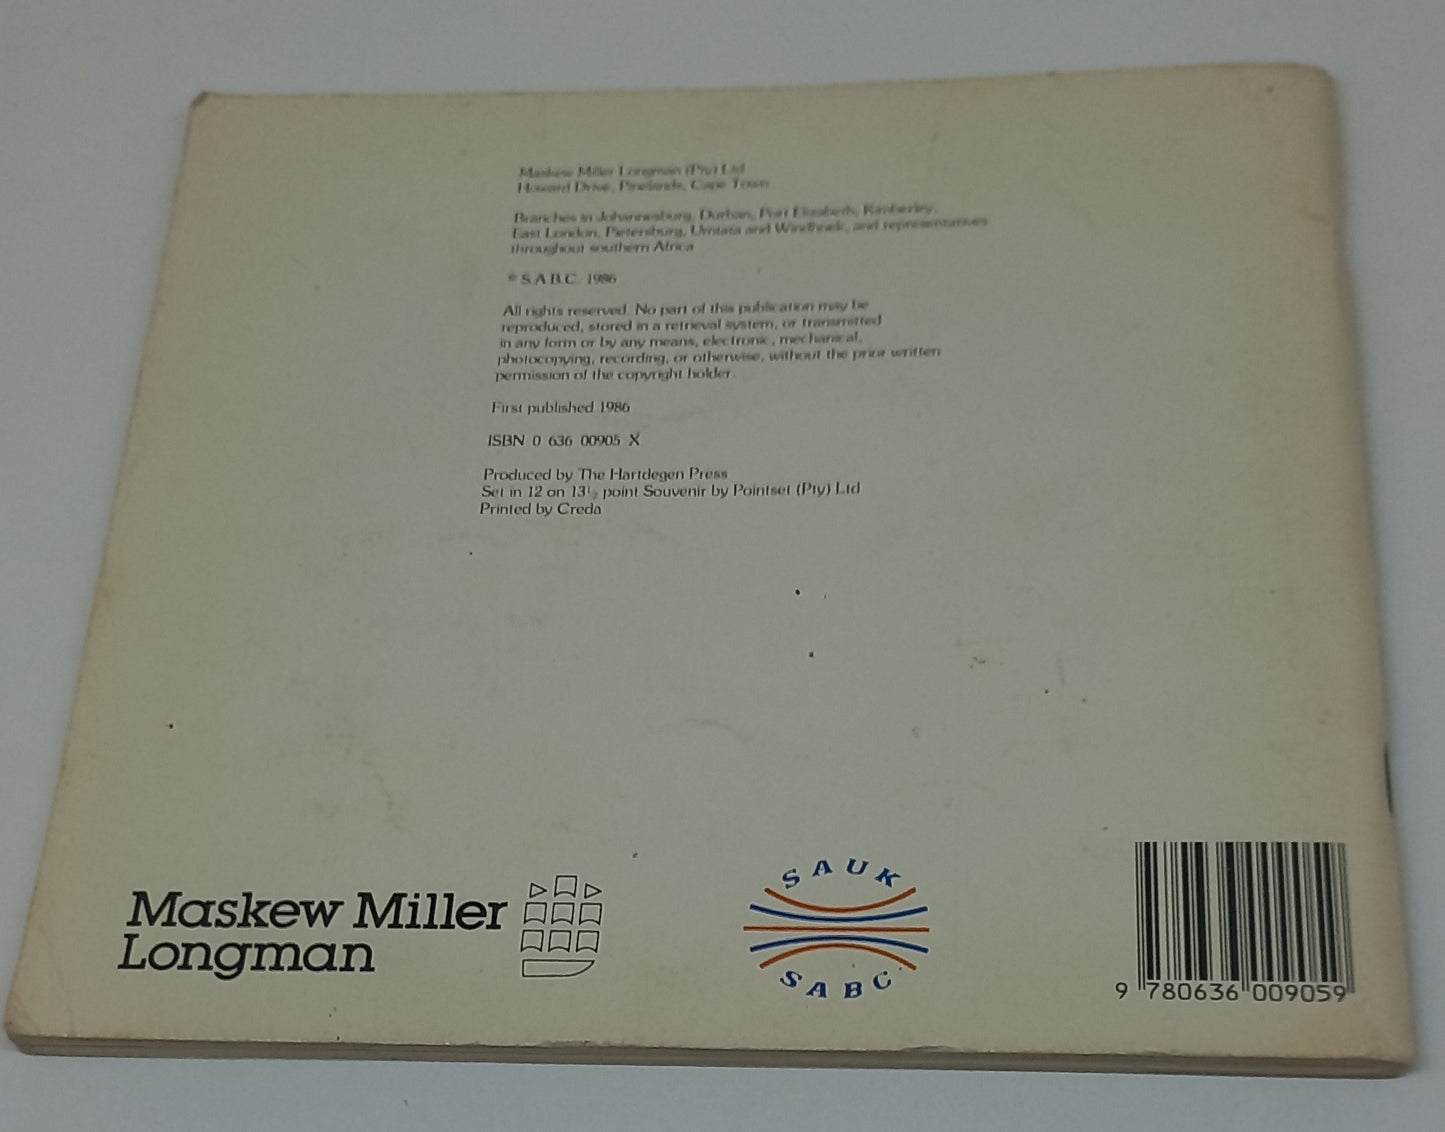 Maskew Miller Longman (Pty) Ltd
Howard Drive, Pinelands, Cape Town
Branches in Johannesburg, Durban, Port Elizabeth, Kimberley,
East London, Pietersburg, Umtata and Windhoek, and representatives
throughout southern Africa
© S.A.B.C. 1986
All rights reserved. No part of this publication may be
reproduced, stored in a retrieval system, or transmitted
in any form or by any means, electronic, mechanical,
photocopying, recording, or otherwise, without the prior written
permission of the copyright holder.
First published 1986
ISBN 0 636 00905 X
Produced by The Hartdegen Press
Set in 12 on 13½ point Souvenir by Pointset (Pty) Ltd
Printed by Creda
Maskew Miller
Longman
SAUK
SABC
9 780636 009059